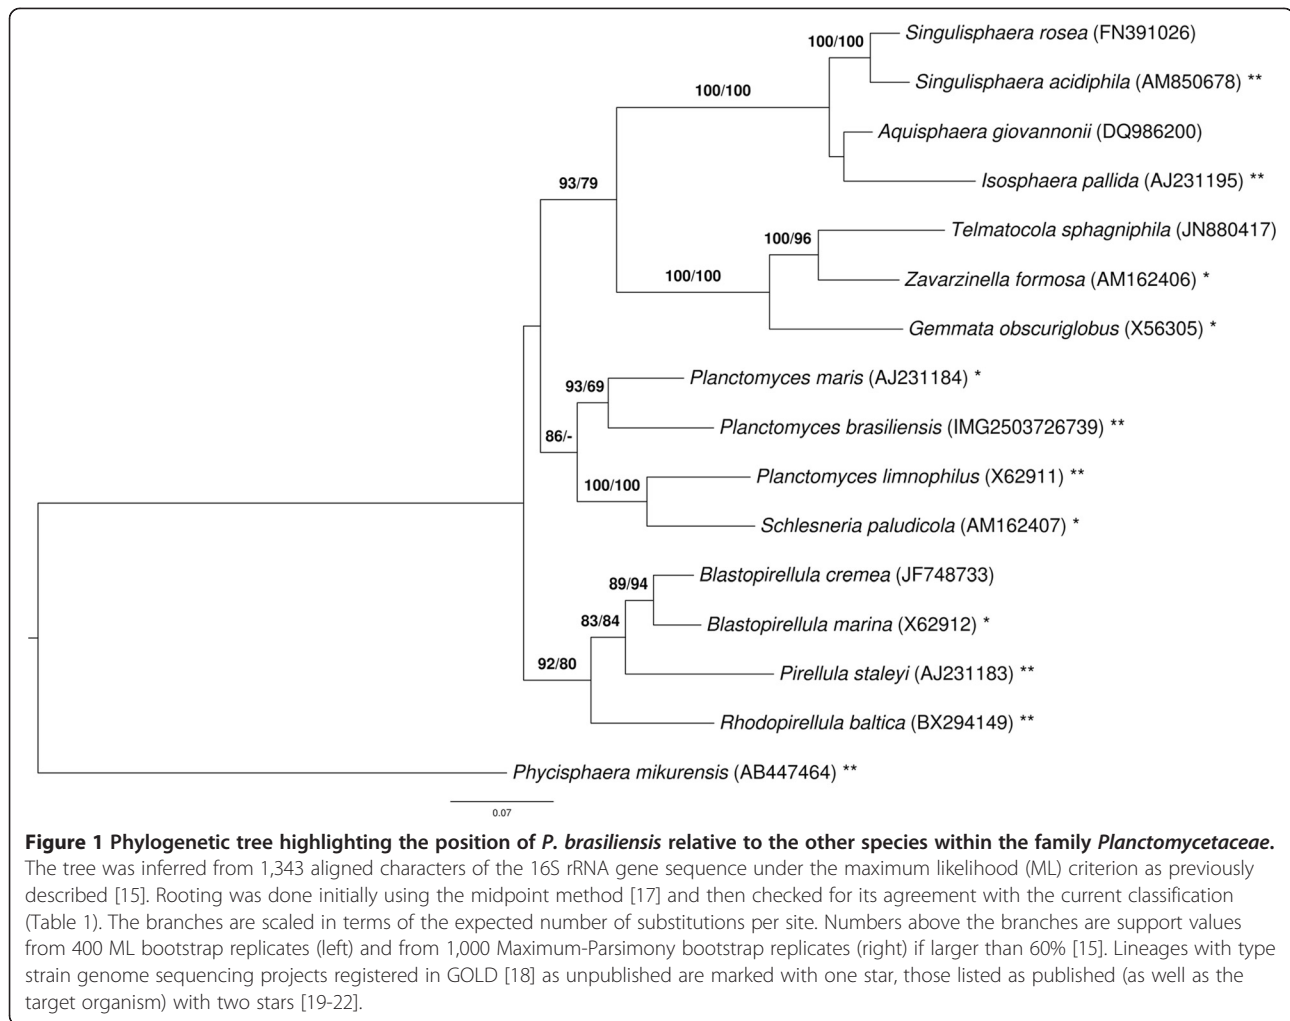 100/100
Singulisphaera rosea (FN391026)
100/100
Singulisphaera acidiphila (AM850678) **
Aquisphaera giovannonii (DQ986200)
93/79
Isosphaera pallida (AJ231195) **
Telmatocola sphagniphila (JN880417)
100/96
100/100
Zavarzinella formosa (AM162406) *
Gemmata obscuriglobus (X56305) *
Planctomyces maris (AJ231184) *
93/69
Planctomyces brasiliensis (IMG2503726739) **
86/-
Planctomyces limnophilus (X62911) **
100/100
Schlesneria paludicola (AM162407) *
Blastopirellula cremea (JF748733)
89/94
83/84
Blastopirellula marina (X62912) *
92/80
Pirellula staleyi (AJ231183) **
Rhodopirellula baltica (BX294149) **
Phycisphaera mikurensis (AB447464) **
0.07
Figure 1 Phylogenetic tree highlighting the position of P. brasiliensis relative to the other species within the family Planctomycetaceae.
The tree was inferred from 1,343 aligned characters of the 16S rRNA gene sequence under the maximum likelihood (ML) criterion as previously
described [15]. Rooting was done initially using the midpoint method [17] and then checked for its agreement with the current classification
(Table 1). The branches are scaled in terms of the expected number of substitutions per site. Numbers above the branches are support values
from 400 ML bootstrap replicates (left) and from 1,000 Maximum-Parsimony bootstrap replicates (right) if larger than 60% [15]. Lineages with type
strain genome sequencing projects registered in GOLD [18] as unpublished are marked with one star, those listed as published (as well as the
target organism) with two stars [19-22].